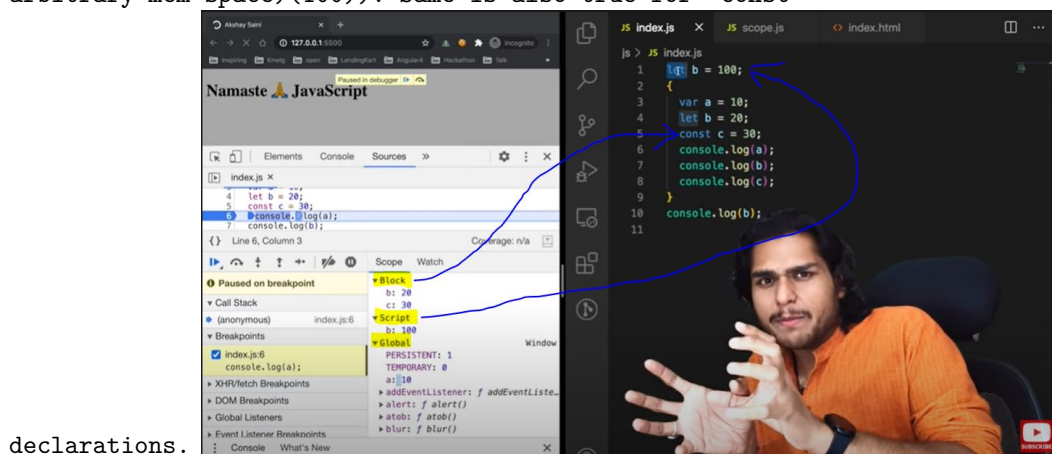 arbitrary mem space)(100)). Same is also true for 'const'
declarations.
Akshay Saini
127.0.0.1:5500
Incognito
Inspiring Knwlg open LendingKart Angular4 Hackathon Talk
Paused in debugger
Namaste 🙏 JavaScript
Elements Console Sources »
index.js ×
4 let b = 20;
5 const c = 30;
6 console.log(a);
7 console.log(b);
{} Line 6, Column 3 Coverage: n/a
Scope Watch
Paused on breakpoint
Call Stack
(anonymous) index.js:6
Breakpoints
index.js:6
console.log(a);
XHR/fetch Breakpoints
DOM Breakpoints
Global Listeners
Event Listener Breakpoints
Block
b: 20
c: 30
Script
b: 100
Global Window
PERSISTENT: 1
TEMPORARY: 0
a: 10
addEventListener: ƒ addEventListe…
alert: ƒ alert()
atob: ƒ atob()
blur: ƒ blur()
Console What's New
JS index.js × JS scope.js <> index.html
js > JS index.js
1 let b = 100;
2 {
3 var a = 10;
4 let b = 20;
5 const c = 30;
6 console.log(a);
7 console.log(b);
8 console.log(c);
9 }
10 console.log(b);
11
SUBSCRIBE